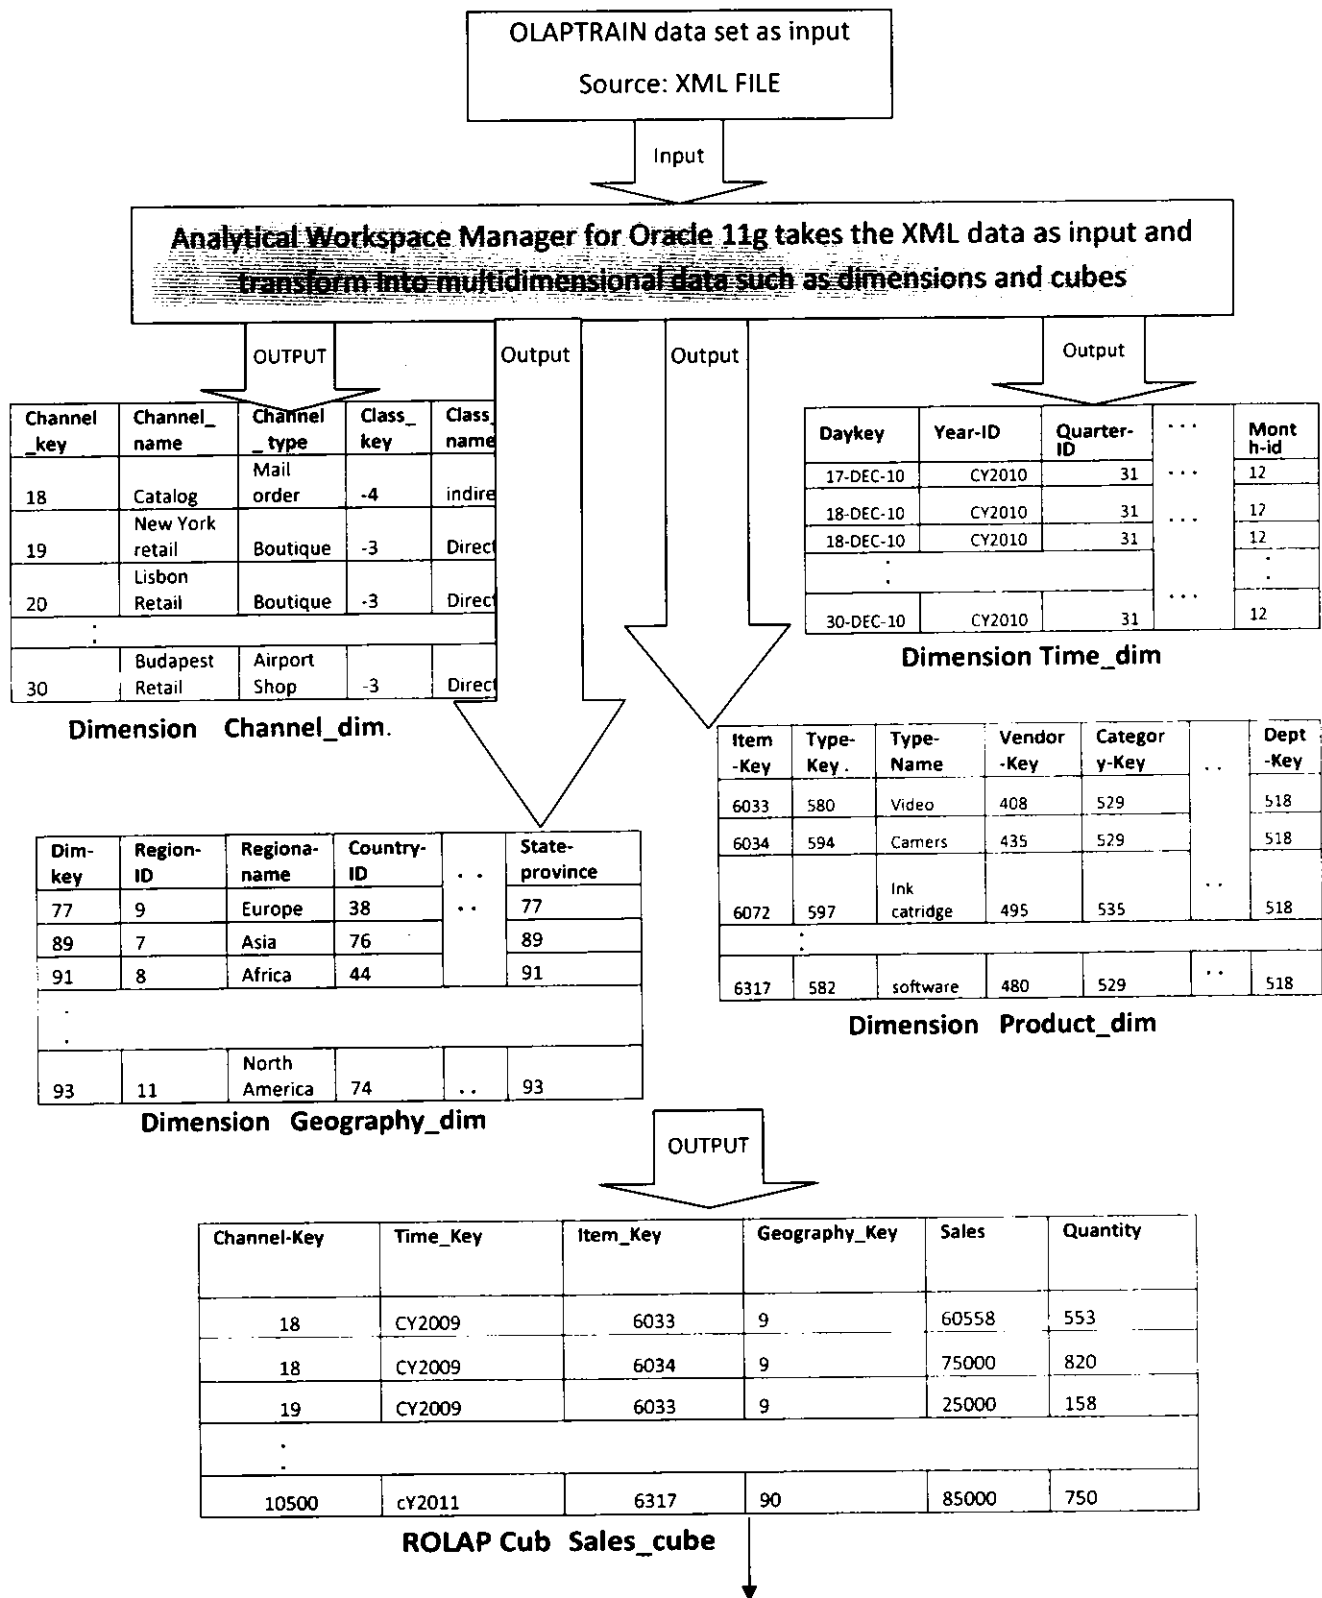 OLAPTRAIN data set as input
Source: XML FILE
Input
Analytical Workspace Manager for Oracle 11g takes the XML data as input and
transform into multidimensional data such as dimensions and cubes
OUTPUT
Output
Output
Output
Channel _key | Channel_ name | Channel _ type | Class_ key | Class_ name
18 | Catalog | Mail order | -4 | indire
19 | New York retail | Boutique | -3 | Direct
20 | Lisbon Retail | Boutique | -3 | Direct
:
30 | Budapest Retail | Airport Shop | -3 | Direct
Dimension Channel_dim.
Daykey | Year-ID | Quarter-ID | ... | Mont h-id
17-DEC-10 | CY2010 | 31 | ... | 12
18-DEC-10 | CY2010 | 31 | ... | 12
18-DEC-10 | CY2010 | 31 | 12
: | :
30-DEC-10 | CY2010 | 31 | ... | 12
Dimension Time_dim
Item -Key | Type- Key . | Type- Name | Vendor -Key | Categor y-Key | .. | Dept -Key
6033 | 580 | Video | 408 | 529 | 518
6034 | 594 | Camers | 435 | 529 | 518
6072 | 597 | Ink catridge | 495 | 535 | .. | 518
:
6317 | 582 | software | 480 | 529 | .. | 518
Dimension Product_dim
Dim- key | Region- ID | Regiona- name | Country- ID | .. | State- province
77 | 9 | Europe | 38 | .. | 77
89 | 7 | Asia | 76 | 89
91 | 8 | Africa | 44 | 91
.
.
93 | 11 | North America | 74 | .. | 93
Dimension Geography_dim
OUTPUT
Channel-Key | Time_Key | Item_Key | Geography_Key | Sales | Quantity
18 | CY2009 | 6033 | 9 | 60558 | 553
18 | CY2009 | 6034 | 9 | 75000 | 820
19 | CY2009 | 6033 | 9 | 25000 | 158
:
10500 | cY2011 | 6317 | 90 | 85000 | 750
ROLAP Cub Sales_cube